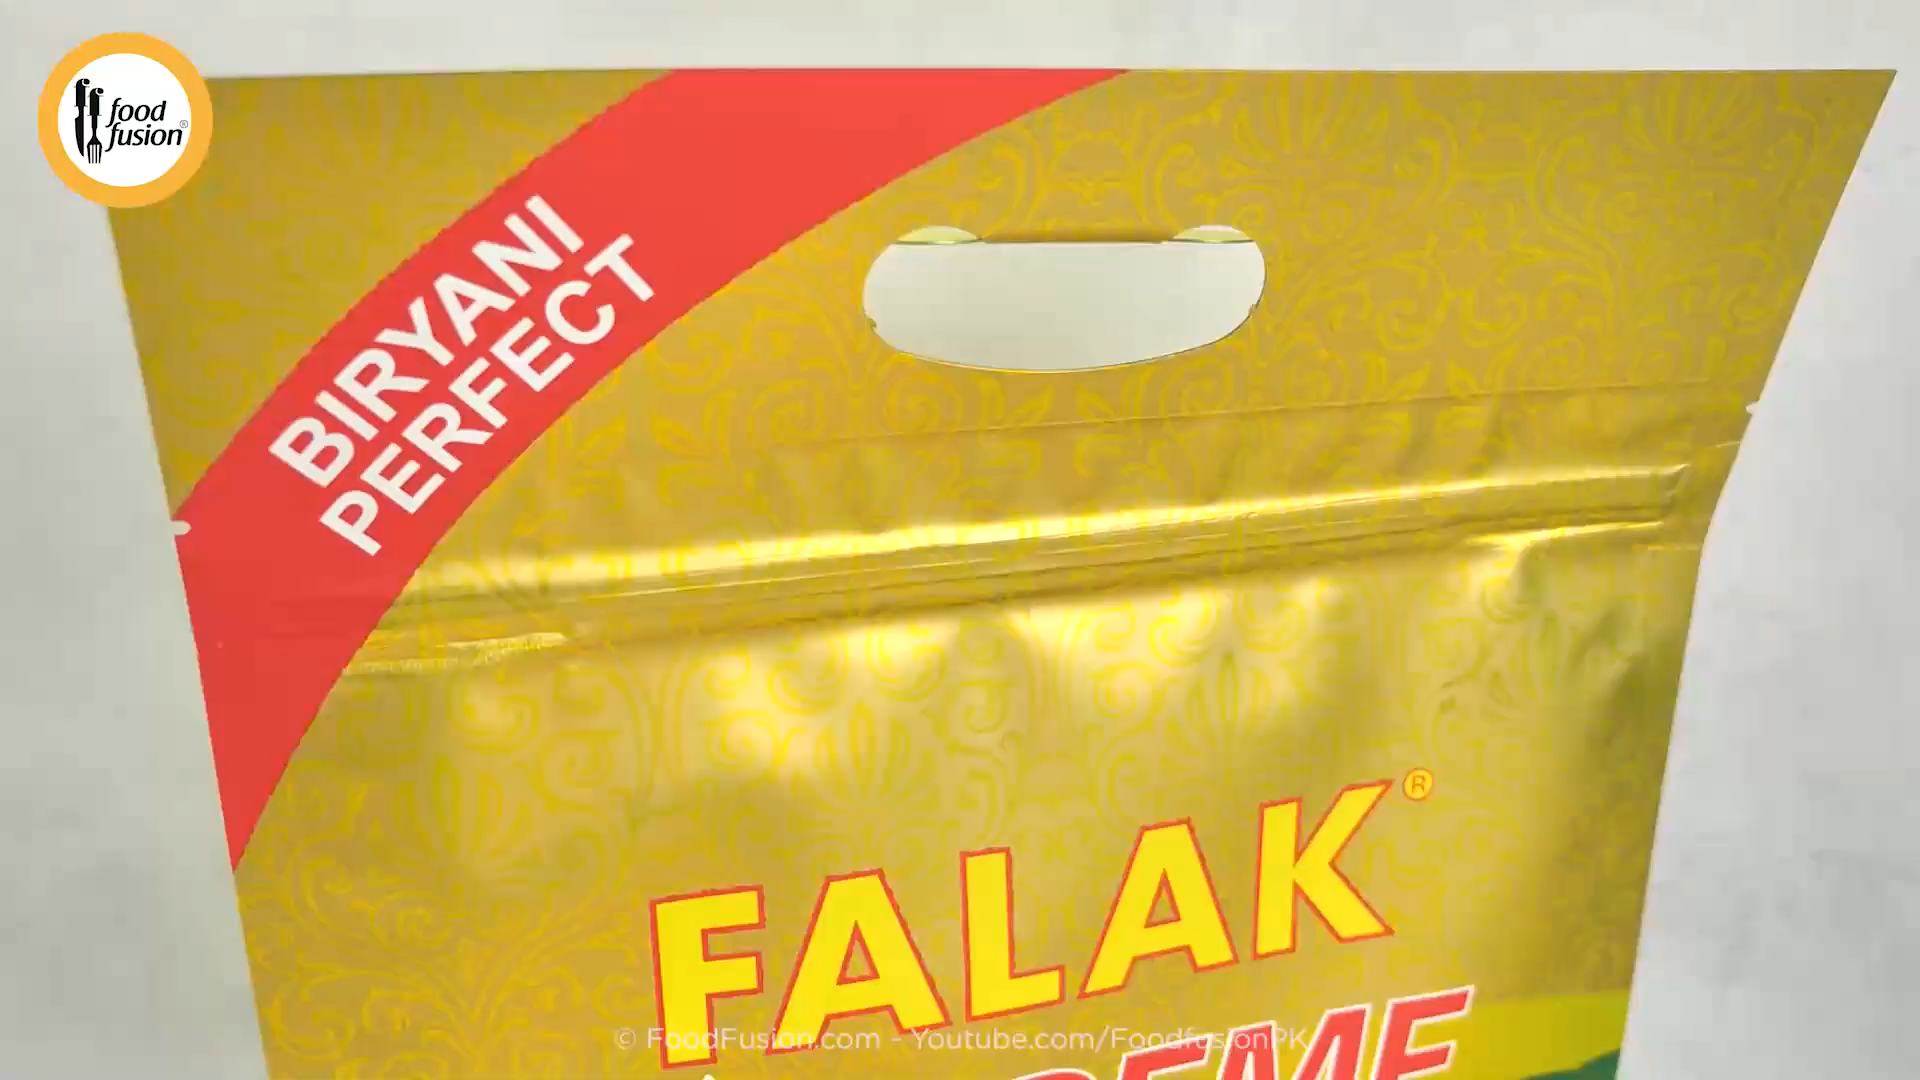 food
fusion®
BIRYANI
PERFECT
FALAK®
© FoodFusion.com - Youtube.com/FoodfusionPK